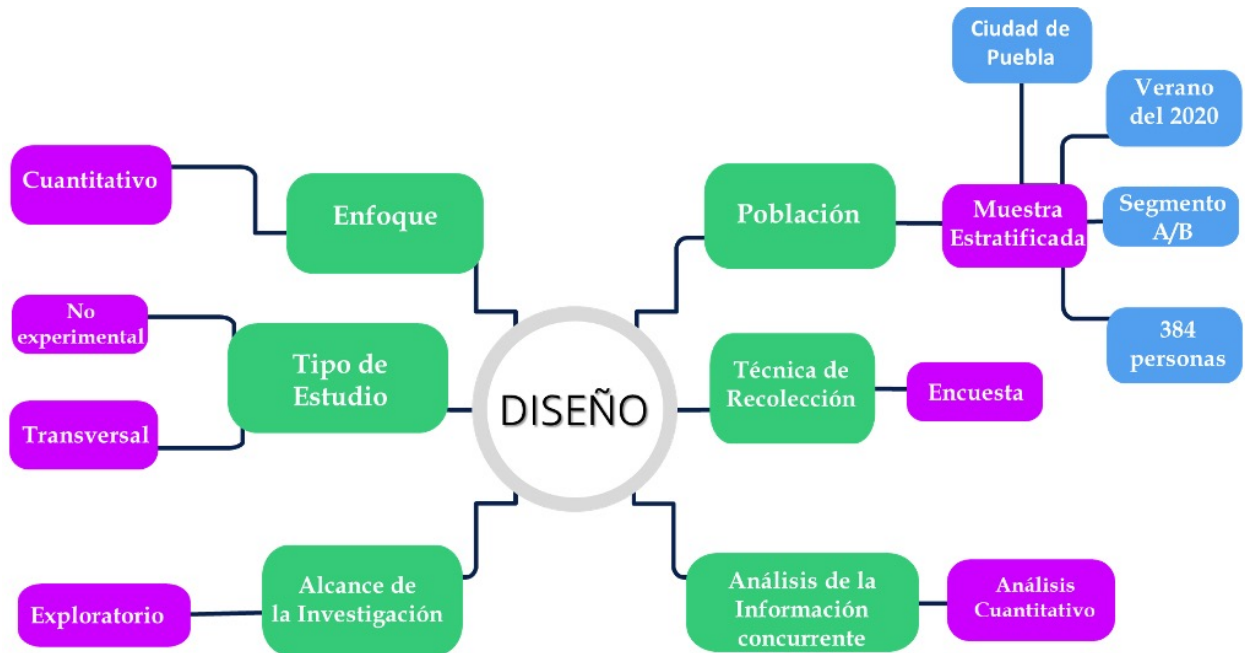 Ciudad de
Puebla
Verano
del 2020
Cuantitativo
Enfoque
Población
Muestra
Estratificada
Segmento
A/B
No
experimental
Tipo de
Estudio
Transversal
DISEÑO
Técnica de
Recolección
Encuesta
384
personas
Exploratorio
Alcance de
la Investigación
Análisis de la
Información
concurrente
Análisis
Cuantitativo